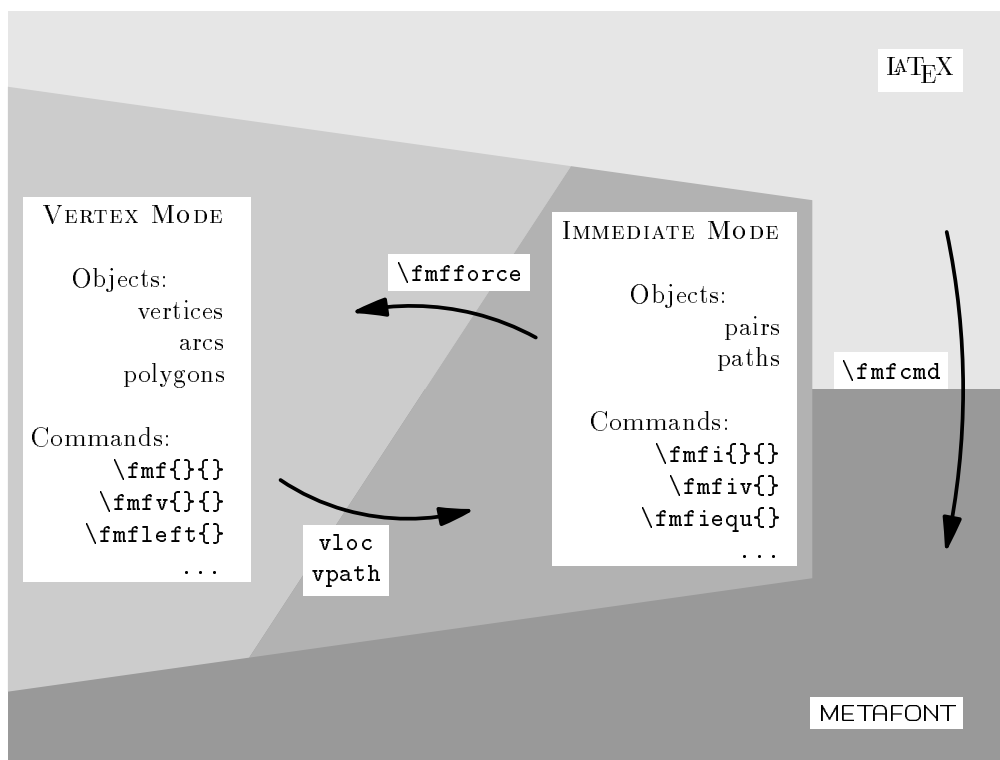 LATEX
VERTEX MODE
Objects:
vertices
arcs
polygons
Commands:
\fmf{}{}
\fmfv{}{}
\fmfleft{}
...
\fmfforce
vloc
vpath
IMMEDIATE MODE
Objects:
pairs
paths
Commands:
\fmfi{}{}
\fmfiv{}
\fmfiequ{}
...
\fmfcmd
METAFONT